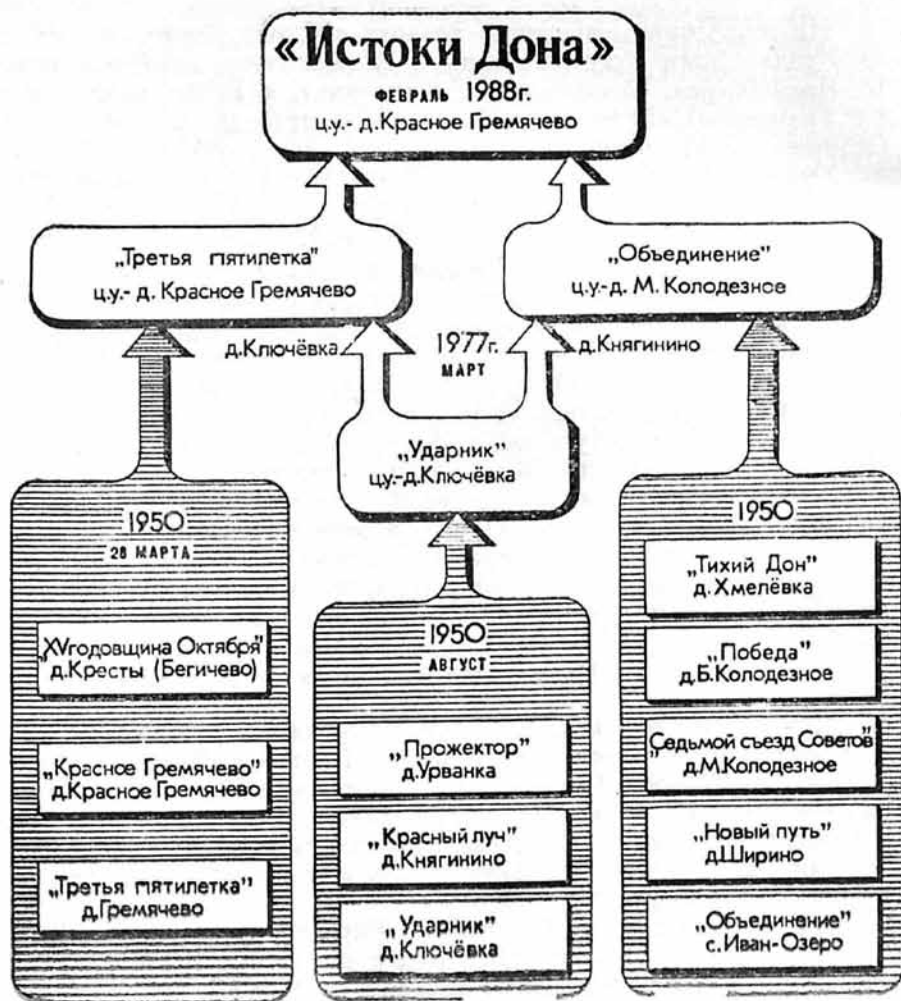 «Истоки Дона»
ФЕВРАЛЬ 1988г.
ц.у.- д.Красное Гремячево
„Третья пятилетка"
ц.у.- д. Красное Гремячево
„Объединение"
ц.у.-д. М. Колодезное
д.Ключёвка
1977г.
МАРТ
д.Княгинино
„Ударник"
ц.у.-д.Ключёвка
1950
28 МАРТА
„XVгодовщина Октября"
д.Кресты (Бегичево)
„Красное Гремячево"
д.Красное Гремячево
„Третья пятилетка"
д.Гремячево
1950
АВГУСТ
„Прожектор"
д.Урванка
„Красный луч"
д.Княгинино
„Ударник"
д.Ключёвка
1950
„Тихий Дон"
д.Хмелёвка
„Победа"
д.Б.Колодезное
„Седьмой съезд Советов"
д.М.Колодезное
„Новый путь"
д.Ширино
„Объединение"
с.Иван-Озеро